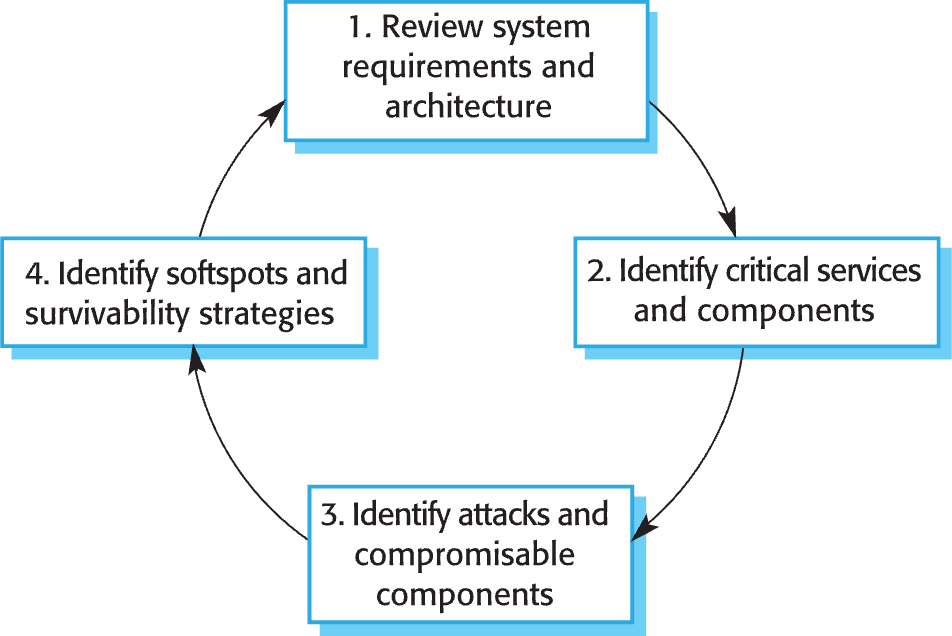 1. Review system
requirements and
architecture
2. Identify critical services
and components
3. Identify attacks and
compromisable
components
4. Identify softspots and
survivability strategies